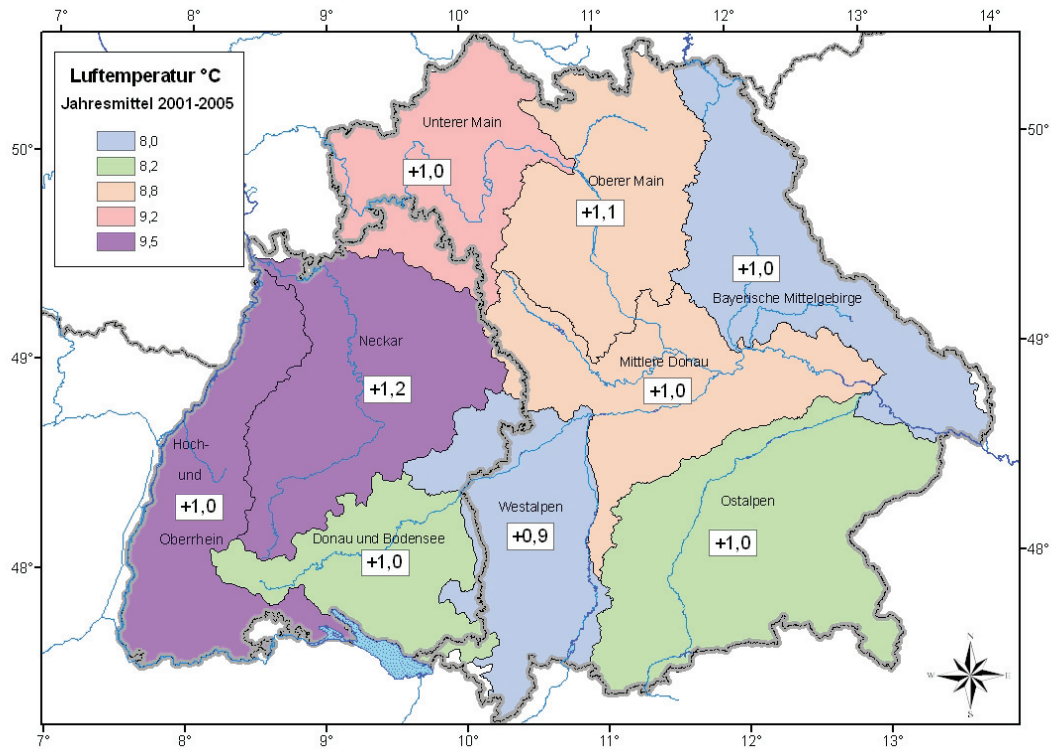 7° 8° 9° 10° 11° 12° 13° 14°
Luftemperatur °C
Jahresmittel 2001-2005
8,0
8,2
8,8
9,2
9,5
50°
50°
49°
49°
48°
48°
Unterer Main
+1,0
Oberer Main
+1,1
+1,0
Bayerische Mittelgebirge
Neckar
+1,2
Mittlere Donau
+1,0
Hoch-
und
+1,0
Oberrhein
Donau und Bodensee
+1,0
Westalpen
+0,9
Ostalpen
+1,0
N
W
E
S
7° 8° 9° 10° 11° 12° 13°